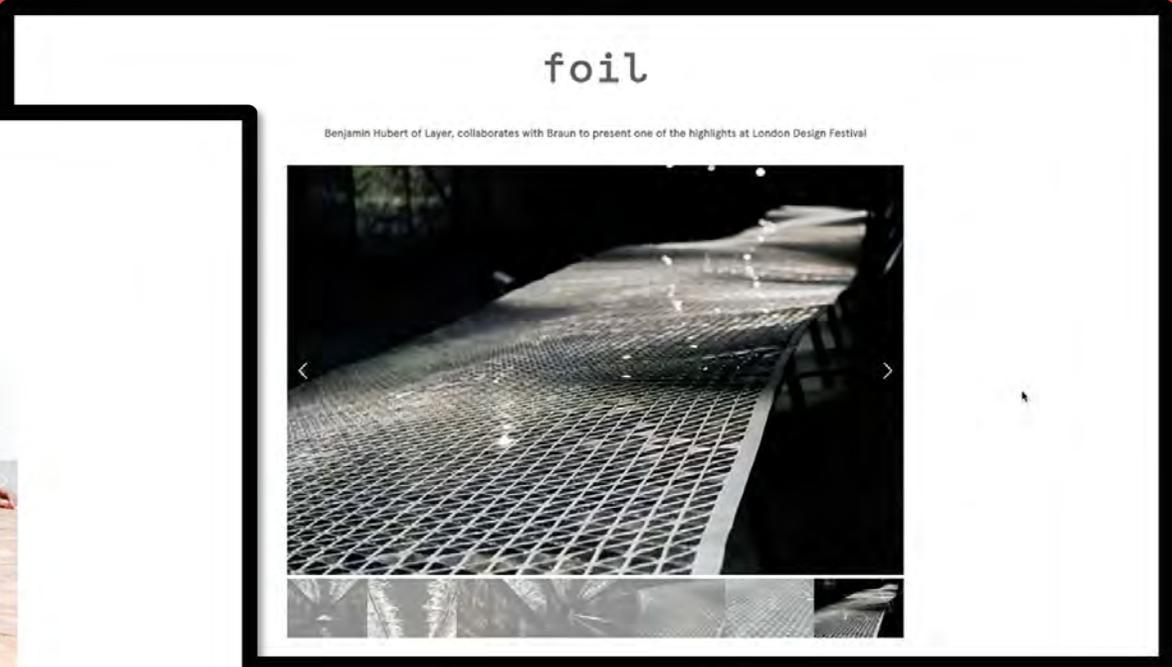 foil
Benjamin Hubert of Layer, collaborates with Braun to present one of the highlights at London Design Festival